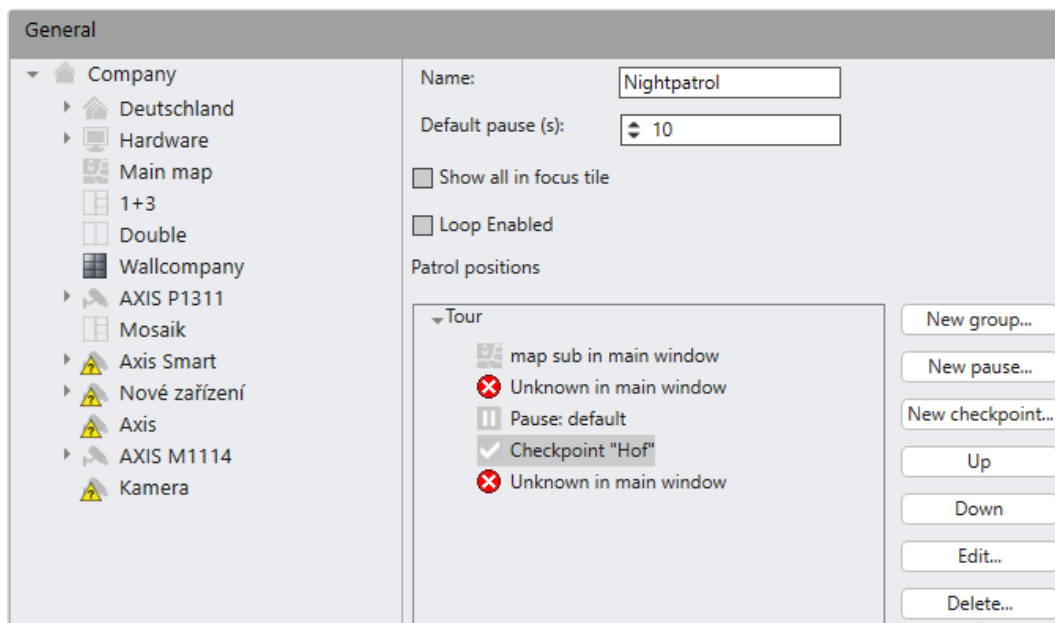 General
Company
Deutschland
Hardware
Main map
1+3
Double
Wallcompany
AXIS P1311
Mosaik
Axis Smart
Nové zařízení
Axis
AXIS M1114
Kamera
Name:
Nightpatrol
Default pause (s):
10
Show all in focus tile
Loop Enabled
Patrol positions
Tour
map sub in main window
Unknown in main window
Pause: default
Checkpoint "Hof"
Unknown in main window
New group...
New pause...
New checkpoint...
Up
Down
Edit...
Delete...